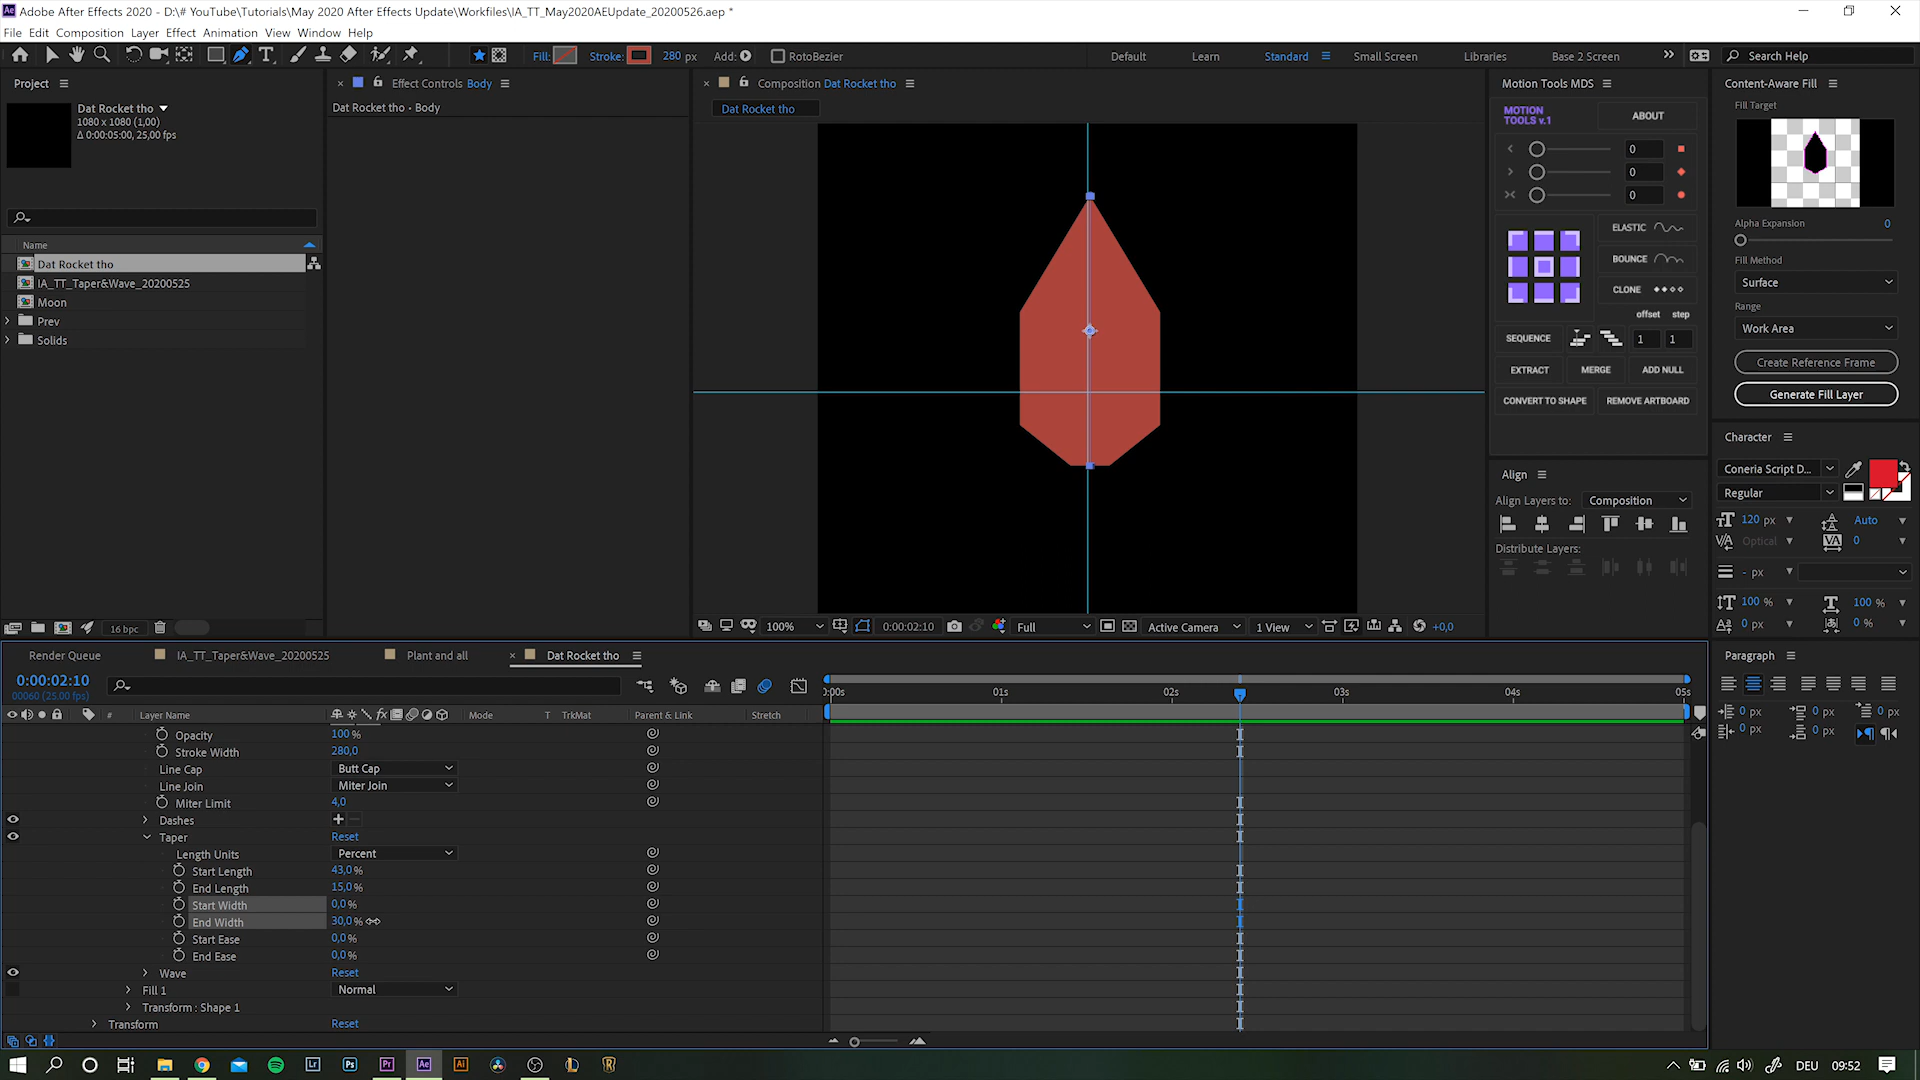 Adobe After Effects 2020 - D:\# YouTube\Tutorials\May 2020 After Effects Update\Workfiles\IA_TT_May2020AEUpdate_20200526.aep *
File Edit Composition Layer Effect Animation View Window Help
Fill: Stroke: 280 px Add: RotoBezier Default Learn Standard Small Screen Libraries Base 2 Screen Search Help
Project
Dat Rocket tho
1080 x 1080 (1,00)
Δ 0:00:05:00, 25,00 fps
Name
Dat Rocket tho
IA_TT_Taper&Wave_20200525
Moon
Prev
Solids
16 bpc
Effect Controls Body
Dat Rocket tho • Body
Composition Dat Rocket tho
Dat Rocket tho
100% 0:00:02:10 Full Active Camera 1 View +0,0
Motion Tools MDS
MOTION
TOOLS v.1
ABOUT
0
0
0
ELASTIC
BOUNCE
CLONE
offset step
SEQUENCE 1 1
EXTRACT MERGE ADD NULL
CONVERT TO SHAPE REMOVE ARTBOARD
Align
Align Layers to: Composition
Distribute Layers:
Content-Aware Fill
Fill Target
Alpha Expansion 0
Fill Method
Surface
Range
Work Area
Create Reference Frame
Generate Fill Layer
Character
Coneria Script D...
Regular
120 px Auto
Optical 0
- px
100 % 100 %
0 px 0 %
Paragraph
0 px 0 px 0 px
0 px 0 px
Render Queue IA_TT_Taper&Wave_20200525 Plant and all Dat Rocket tho
0:00:02:10
00060 (25.00 fps)
# Layer Name Mode T TrkMat Parent & Link Stretch
:00s 01s 02s 03s 04s 05s
Opacity 100 %
Stroke Width 280,0
Line Cap Butt Cap
Line Join Miter Join
Miter Limit 4,0
Dashes
Taper Reset
Length Units Percent
Start Length 43,0 %
End Length 15,0 %
Start Width 0,0 %
End Width 30,0 %
Start Ease 0,0 %
End Ease 0,0 %
Wave Reset
Fill 1 Normal
Transform : Shape 1
Transform Reset
Lr Ps Pr Ae Ai
DEU 09:52